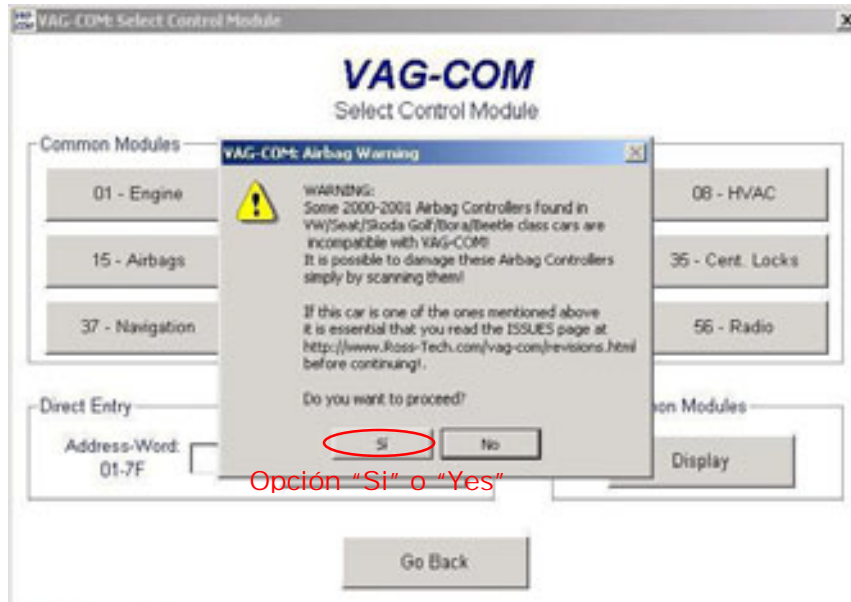 VAG-COM: Select Control Module
VAG-COM
Select Control Module
Common Modules
01 - Engine
15 - Airbags
37 - Navigation
08 - HVAC
35 - Cent. Locks
56 - Radio
VAG-COM: Airbag Warning
WARNING:
Some 2000-2001 Airbag Controllers found in
VW/Seat/Skoda Golf/Bora/Beetle class cars are
incompatible with VAG-COM!
It is possible to damage these Airbag Controllers
simply by scanning them!
If this car is one of the ones mentioned above
it is essential that you read the ISSUES page at
http://www.Ross-Tech.com/vag-com/revisions.html
before continuing!.
Do you want to proceed?
Sí
No
Opción "Si" o "Yes"
Direct Entry
Address-Word:
01-7F
on Modules
Display
Go Back